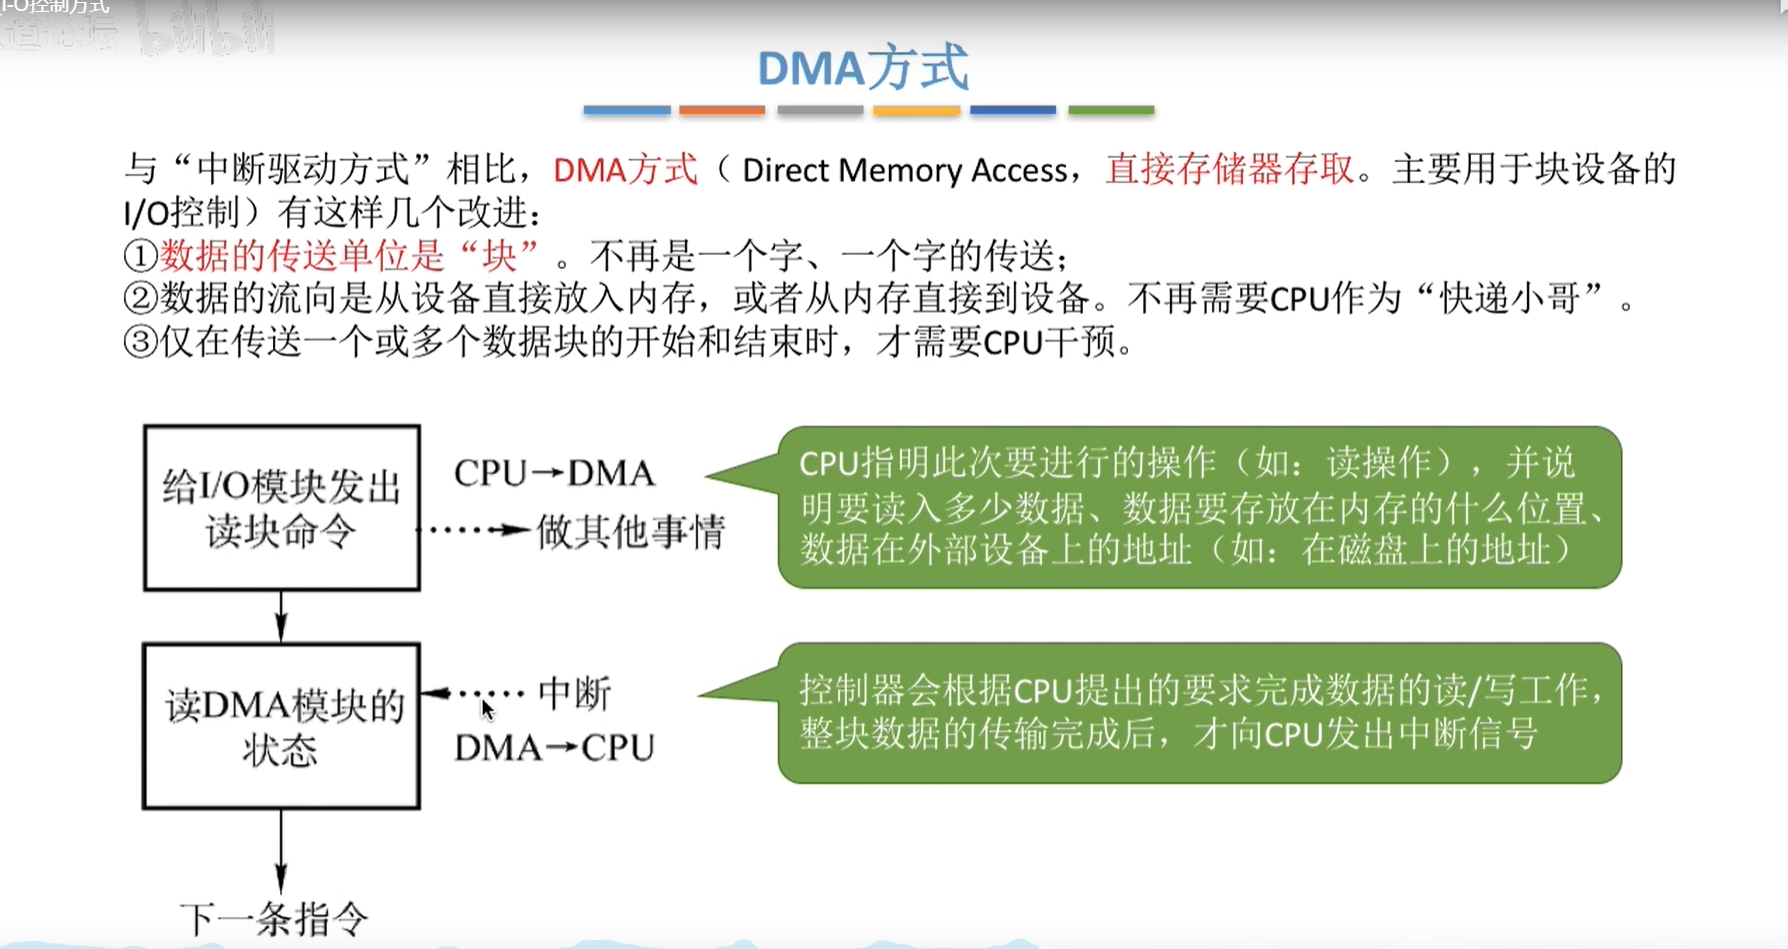 I-O控制方式
道论坛 bilibili
DMA方式
与“中断驱动方式”相比，DMA方式（ Direct Memory Access，直接存储器存取。主要用于块设备的
I/O控制）有这样几个改进：
①数据的传送单位是“块”。不再是一个字、一个字的传送；
②数据的流向是从设备直接放入内存，或者从内存直接到设备。不再需要CPU作为“快递小哥”。
③仅在传送一个或多个数据块的开始和结束时，才需要CPU干预。
给I/O模块发出
读块命令
CPU→DMA
做其他事情
CPU指明此次要进行的操作（如：读操作），并说
明要读入多少数据、数据要存放在内存的什么位置、
数据在外部设备上的地址（如：在磁盘上的地址）
读DMA模块的
状态
中断
DMA→CPU
控制器会根据CPU提出的要求完成数据的读/写工作，
整块数据的传输完成后，才向CPU发出中断信号
下一条指令